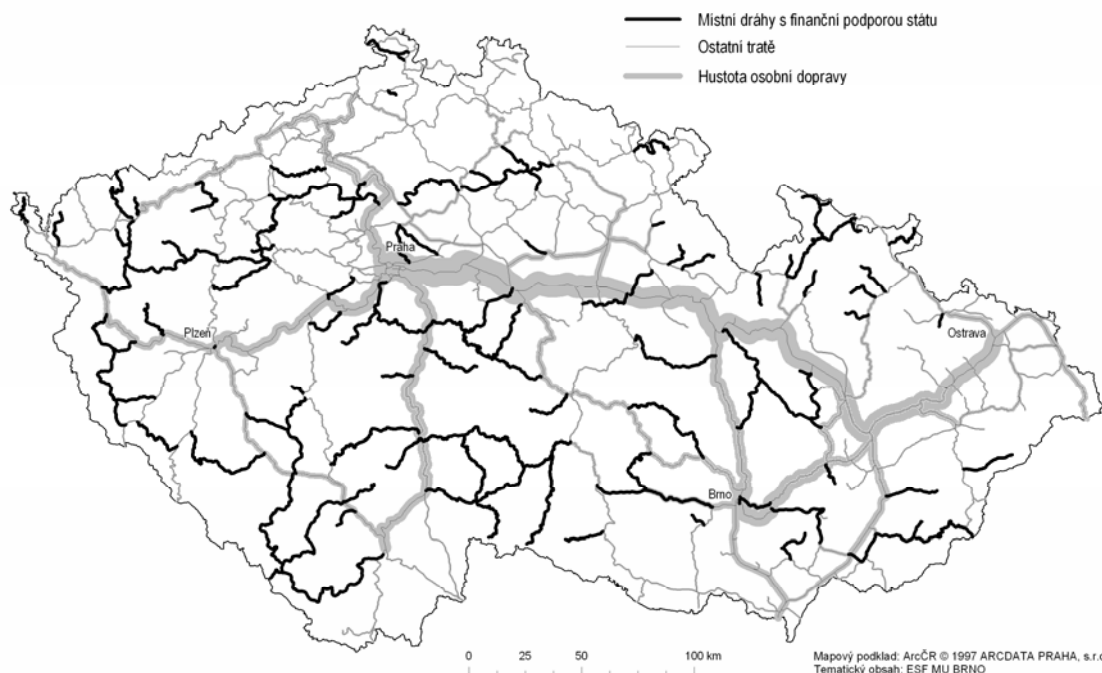 Místní dráhy s finanční podporou státu
Ostatní tratě
Hustota osobní dopravy
Praha
Plzeň
Ostrava
Brno
0 25 50 100 km
Mapový podklad: ArcČR © 1997 ARCDATA PRAHA, s.r.o
Tematický obsah: ESF MU BRNO